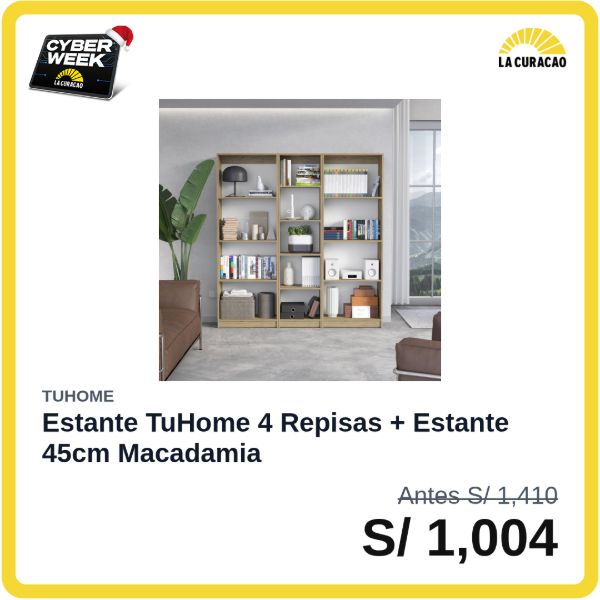 CYBER
WEEK
LA CURACAO
LA CURACAO
TUHOME
Estante TuHome 4 Repisas + Estante
45cm Macadamia
Antes S/ 1,410
S/ 1,004